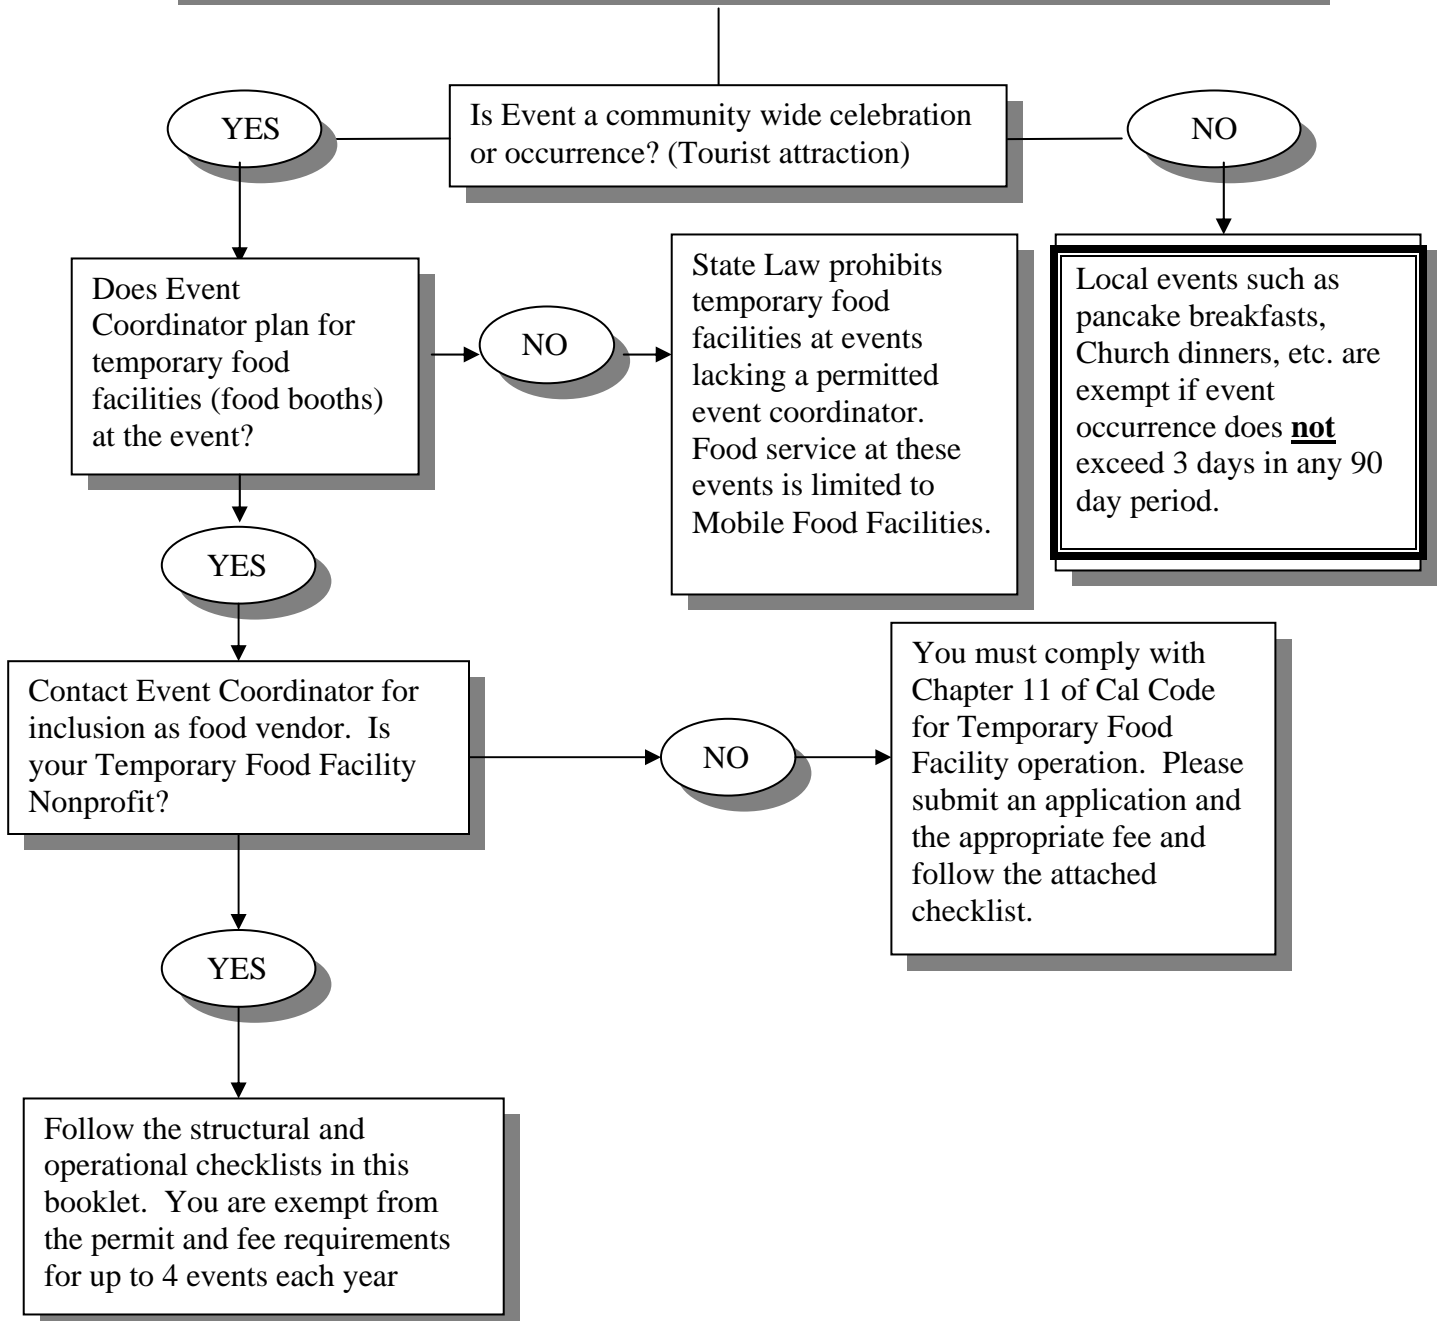 Is Event a community wide celebration
or occurrence? (Tourist attraction)
YES
NO
Does Event
Coordinator plan for
temporary food
facilities (food booths)
at the event?
NO
State Law prohibits
temporary food
facilities at events
lacking a permitted
event coordinator.
Food service at these
events is limited to
Mobile Food Facilities.
Local events such as
pancake breakfasts,
Church dinners, etc. are
exempt if event
occurrence does not
exceed 3 days in any 90
day period.
YES
Contact Event Coordinator for
inclusion as food vendor.  Is
your Temporary Food Facility
Nonprofit?
NO
You must comply with
Chapter 11 of Cal Code
for Temporary Food
Facility operation.  Please
submit an application and
the appropriate fee and
follow the attached
checklist.
YES
Follow the structural and
operational checklists in this
booklet.  You are exempt from
the permit and fee requirements
for up to 4 events each year